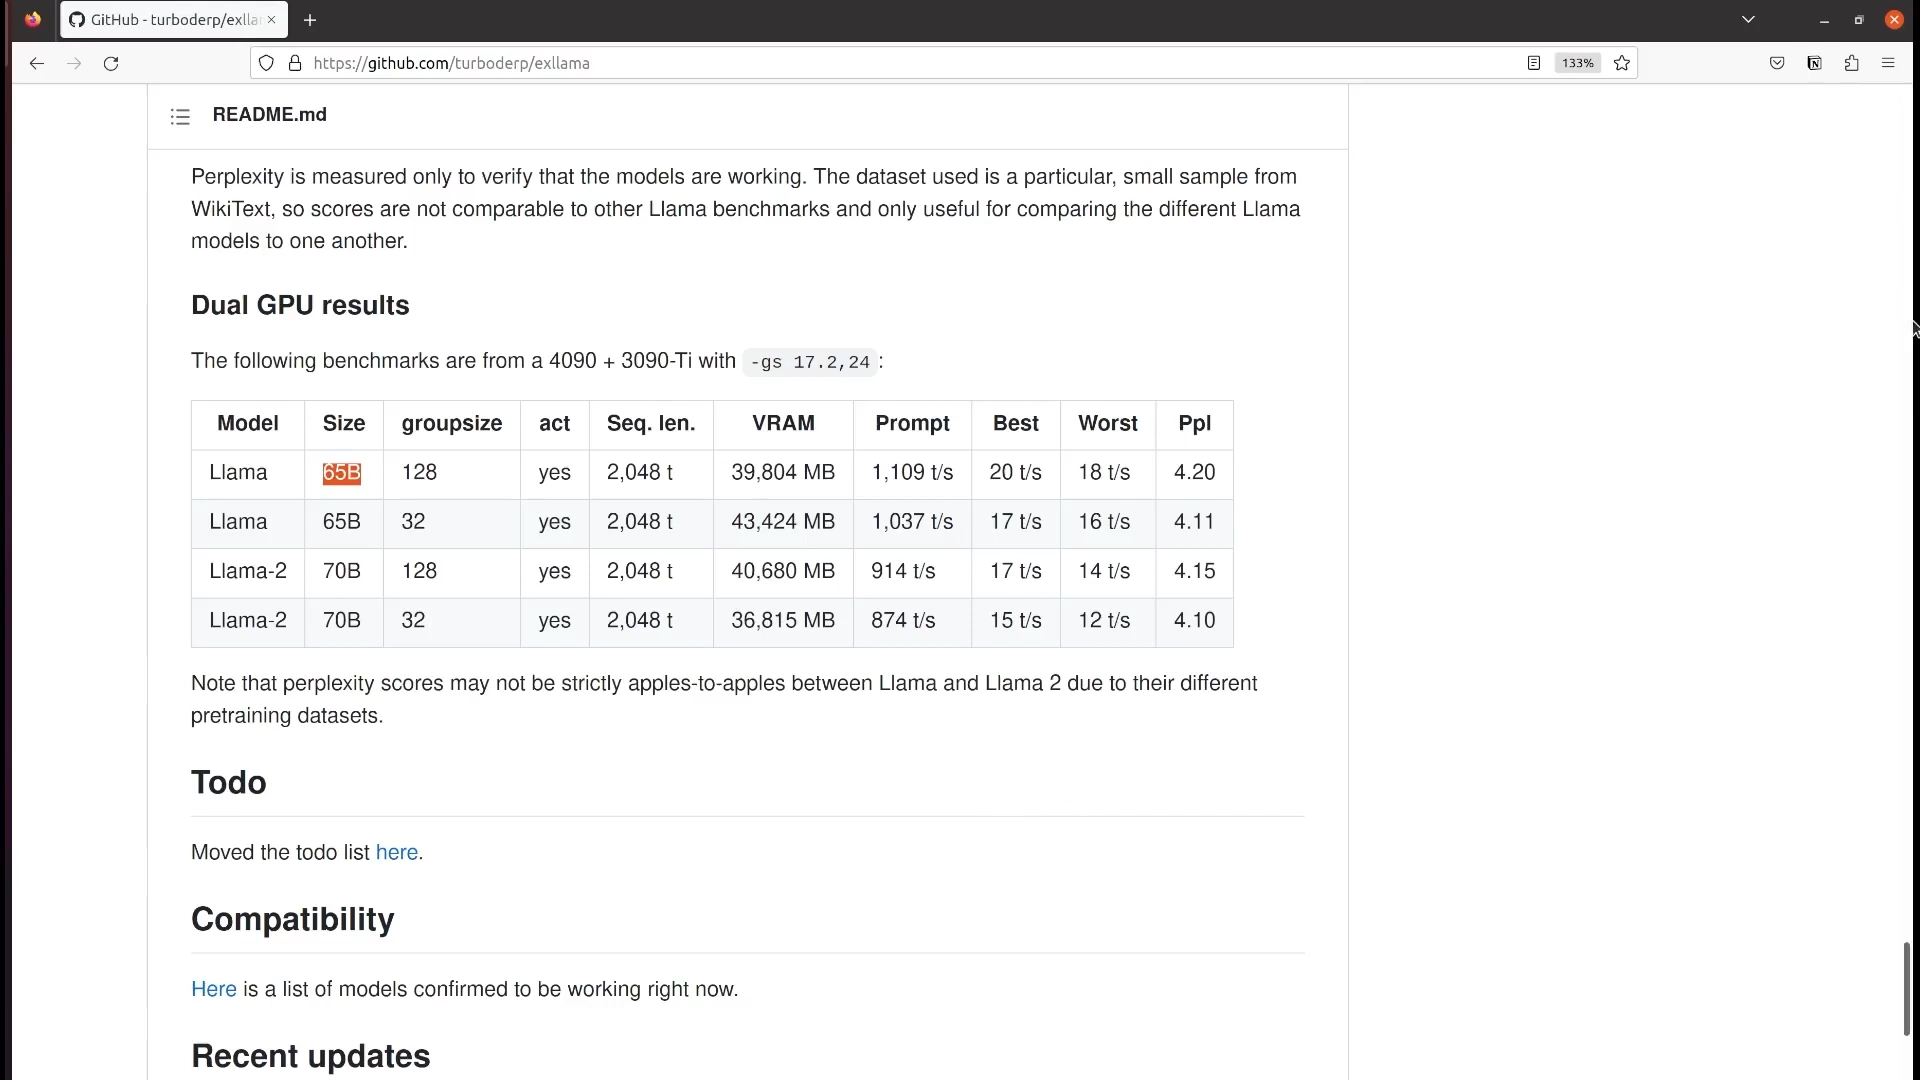 GitHub - turboderp/exlla
https://github.com/turboderp/exllama
133%
README.md
Perplexity is measured only to verify that the models are working. The dataset used is a particular, small sample from
WikiText, so scores are not comparable to other Llama benchmarks and only useful for comparing the different Llama
models to one another.
Dual GPU results
The following benchmarks are from a 4090 + 3090-Ti with -gs 17.2,24 :
Model Size groupsize act Seq. len. VRAM Prompt Best Worst Ppl
Llama 65B 128 yes 2,048 t 39,804 MB 1,109 t/s 20 t/s 18 t/s 4.20
Llama 65B 32 yes 2,048 t 43,424 MB 1,037 t/s 17 t/s 16 t/s 4.11
Llama-2 70B 128 yes 2,048 t 40,680 MB 914 t/s 17 t/s 14 t/s 4.15
Llama-2 70B 32 yes 2,048 t 36,815 MB 874 t/s 15 t/s 12 t/s 4.10
Note that perplexity scores may not be strictly apples-to-apples between Llama and Llama 2 due to their different
pretraining datasets.
Todo
Moved the todo list here.
Compatibility
Here is a list of models confirmed to be working right now.
Recent updates